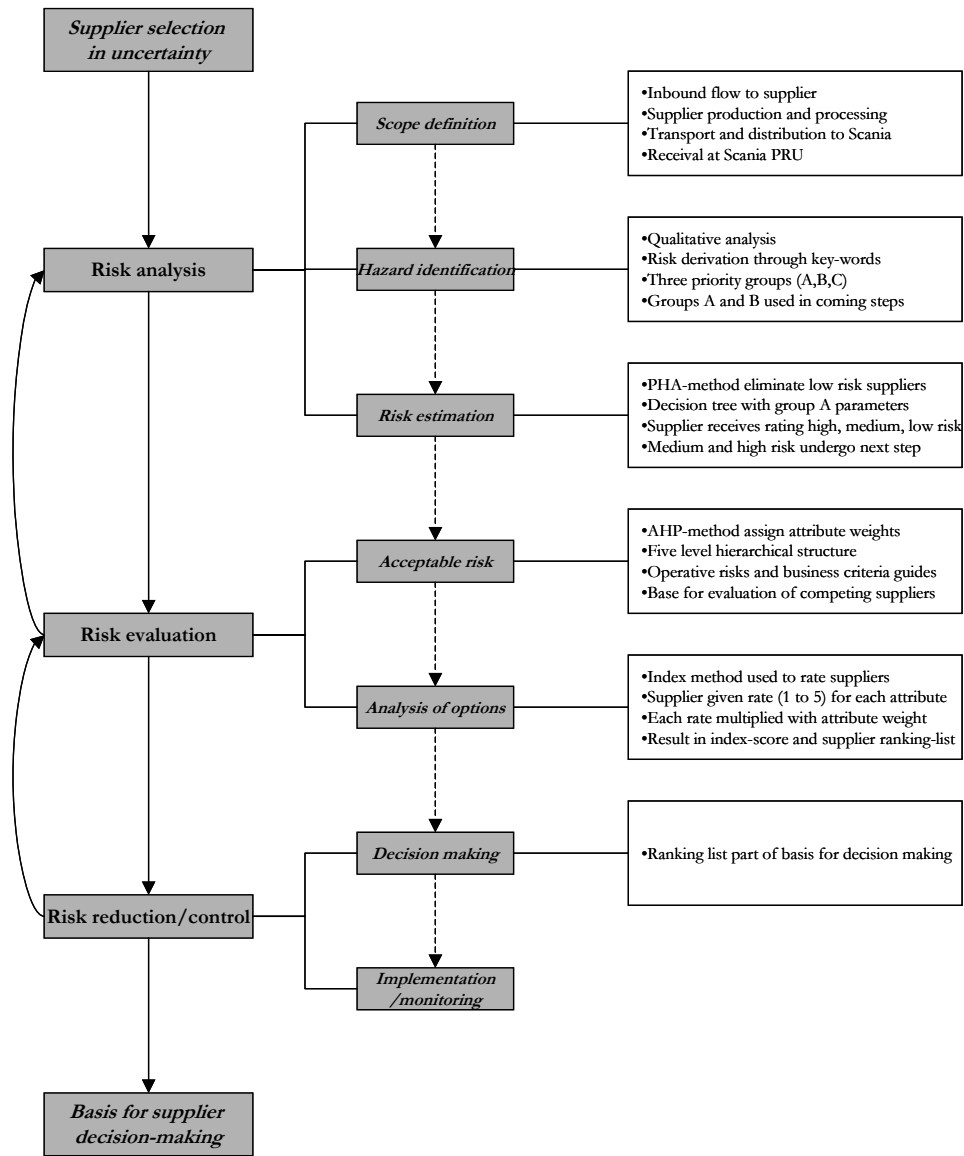 Supplier selection
in uncertainty
Scope definition
•Inbound flow to supplier
•Supplier production and processing
•Transport and distribution to Scania
•Receival at Scania PRU
Risk analysis
Hazard identification
•Qualitative analysis
•Risk derivation through key-words
•Three priority groups (A,B,C)
•Groups A and B used in coming steps
Risk estimation
•PHA-method eliminate low risk suppliers
•Decision tree with group A parameters
•Supplier receives rating high, medium, low risk
•Medium and high risk undergo next step
Acceptable risk
•AHP-method assign attribute weights
•Five level hierarchical structure
•Operative risks and business criteria guides
•Base for evaluation of competing suppliers
Risk evaluation
Analysis of options
•Index method used to rate suppliers
•Supplier given rate (1 to 5) for each attribute
•Each rate multiplied with attribute weight
•Result in index-score and supplier ranking-list
Decision making
•Ranking list part of basis for decision making
Risk reduction/control
Implementation
/monitoring
Basis for supplier
decision-making